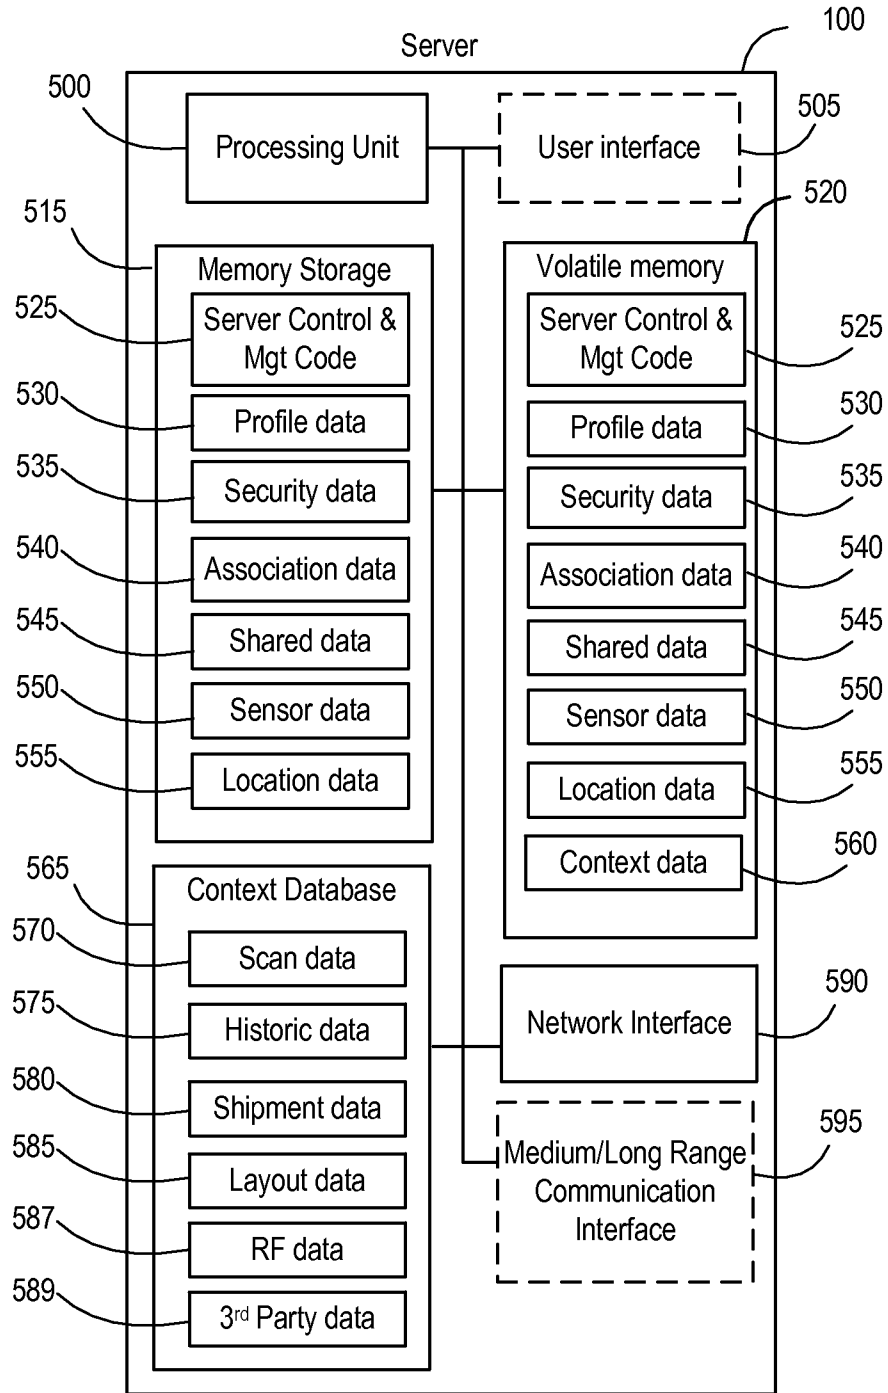 100
Server
500
Processing Unit
User interface
505
515
520
Memory Storage
Volatile memory
525
Server Control &
Mgt Code
Server Control &
Mgt Code
525
530
Profile data
Profile data
530
535
Security data
Security data
535
540
Association data
Association data
540
545
Shared data
Shared data
545
550
Sensor data
Sensor data
550
555
Location data
Location data
555
Context data
560
565
Context Database
570
Scan data
575
Historic data
Network Interface
590
580
Shipment data
585
Layout data
Medium/Long Range
Communication
Interface
595
587
RF data
589
3rd Party data